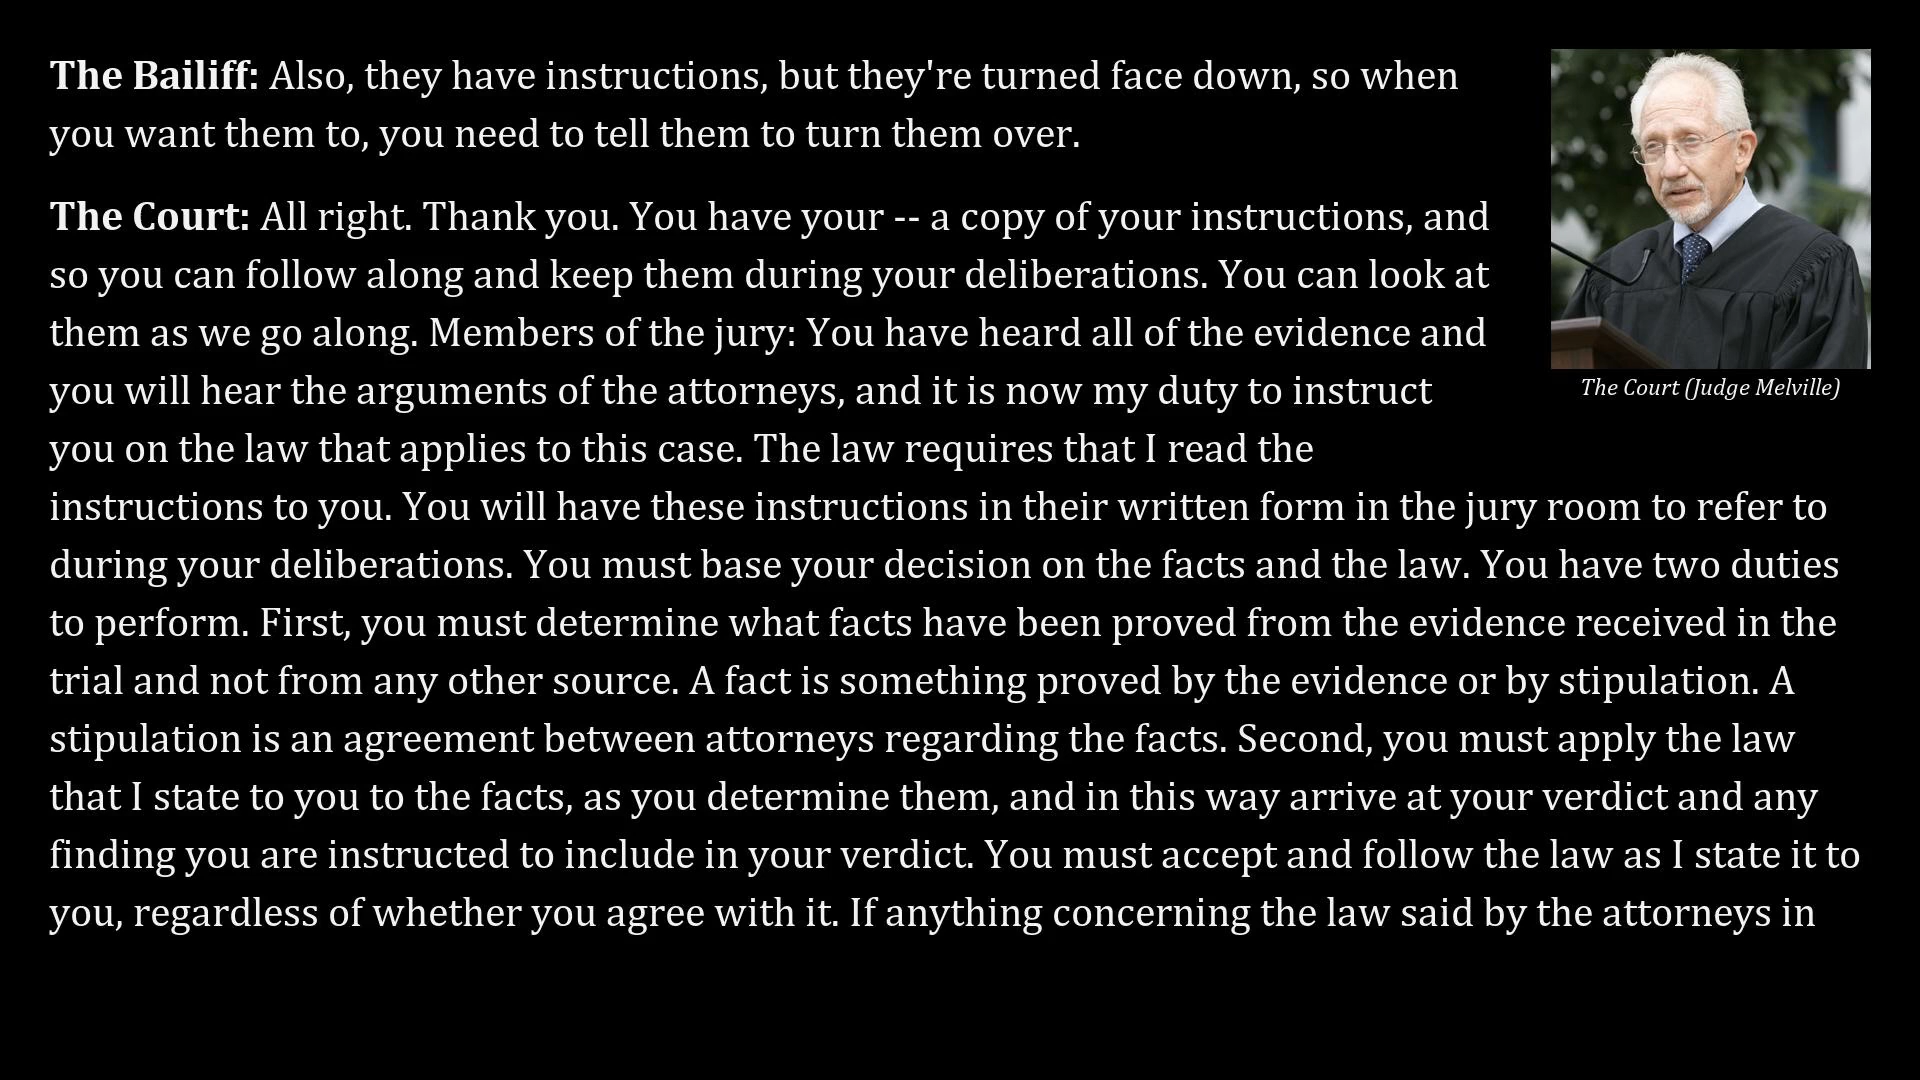 The Bailiff: Also, they have instructions, but they're turned face down, so when
you want them to, you need to tell them to turn them over.
The Court: All right. Thank you. You have your -- a copy of your instructions, and
so you can follow along and keep them during your deliberations. You can look at
them as we go along. Members of the jury: You have heard all of the evidence and
you will hear the arguments of the attorneys, and it is now my duty to instruct
you on the law that applies to this case. The law requires that I read the
instructions to you. You will have these instructions in their written form in the jury room to refer to
during your deliberations. You must base your decision on the facts and the law. You have two duties
to perform. First, you must determine what facts have been proved from the evidence received in the
trial and not from any other source. A fact is something proved by the evidence or by stipulation. A
stipulation is an agreement between attorneys regarding the facts. Second, you must apply the law
that I state to you to the facts, as you determine them, and in this way arrive at your verdict and any
finding you are instructed to include in your verdict. You must accept and follow the law as I state it to
you, regardless of whether you agree with it. If anything concerning the law said by the attorneys in
The Court (Judge Melville)